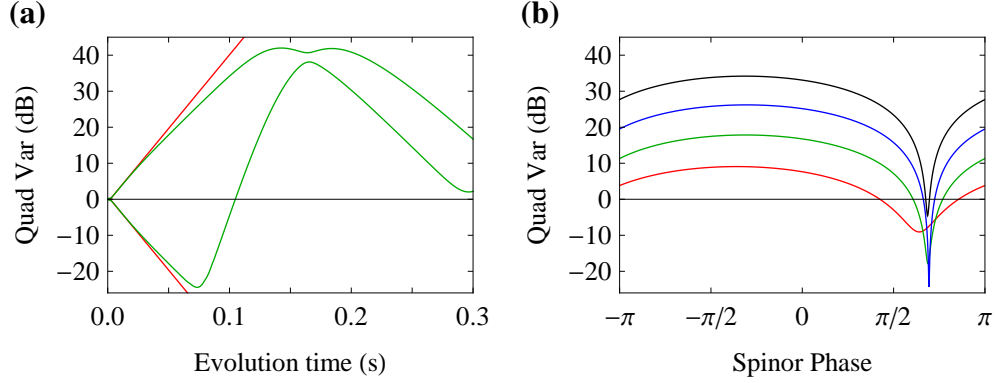 (a)
Quad Var (dB)
40
30
20
10
0
−10
−20
0.0 0.1 0.2 0.3
Evolution time (s)
(b)
Quad Var (dB)
40
30
20
10
0
−10
−20
−π −π/2 0 π/2 π
Spinor Phase